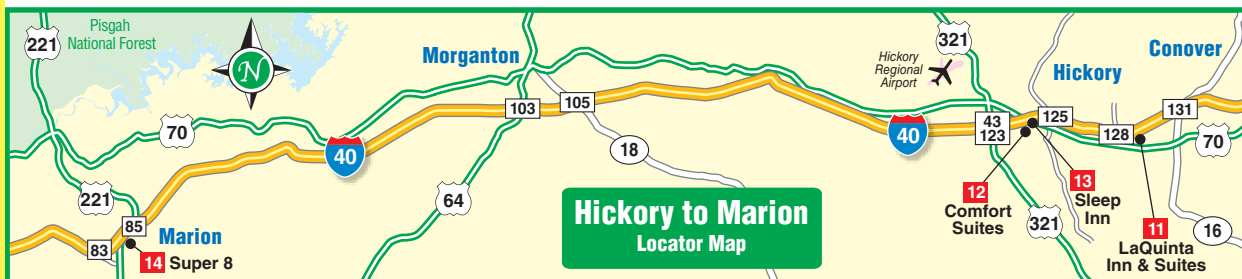 Pisgah
National Forest
221
N
70
221
85
83
Marion
14 Super 8
40
Morganton
103
105
64
18
Hickory to Marion
Locator Map
Hickory
Regional
Airport
321
40
43
123
125
Hickory
Conover
128
131
70
12
Comfort
Suites
13
Sleep
Inn
321
11
LaQuinta
Inn & Suites
16